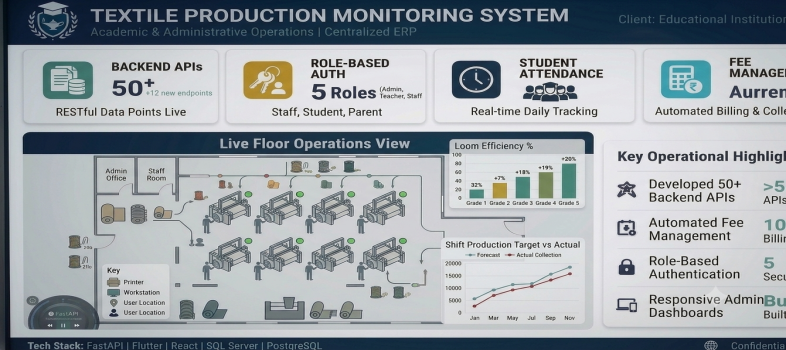 TEXTILE PRODUCTION MONITORING SYSTEM
Academic & Administrative Operations | Centralized ERP
Client: Educational Institution
BACKEND APIs
50+
+12 new endpoints
RESTful Data Points Live
ROLE-BASED
AUTH
5 Roles
(Admin,
Teacher, Staff
Staff, Student, Parent
STUDENT
ATTENDANCE
Real-time Daily Tracking
FEE
MANAGE
Aurren
Automated Billing & Colle
Live Floor Operations View
Admin
Office
Staff
Room
Key
Printer
Workstation
User Location
User Location
FastAPI
Loom Efficiency %
100
80
60
40
20
0
32%
+7%
+18%
+19%
+20%
Grade 1
Grade 2
Grade 3
Grade 4
Grade 5
Shift Production Target vs Actual
Forecast
Actual Collection
20000
15000
10000
5000
0
Jan
Mar
May
Jul
Sep
Nov
Key Operational Highligh
Developed 50+
Backend APIs
>5
APIs
Automated Fee
Management
10
Billin
Role-Based
Authentication
5
Secu
Responsive Admin
Dashboards
Bu
Built
Tech Stack: FastAPI | Flutter | React | SQL Server | PostgreSQL
Confidentia